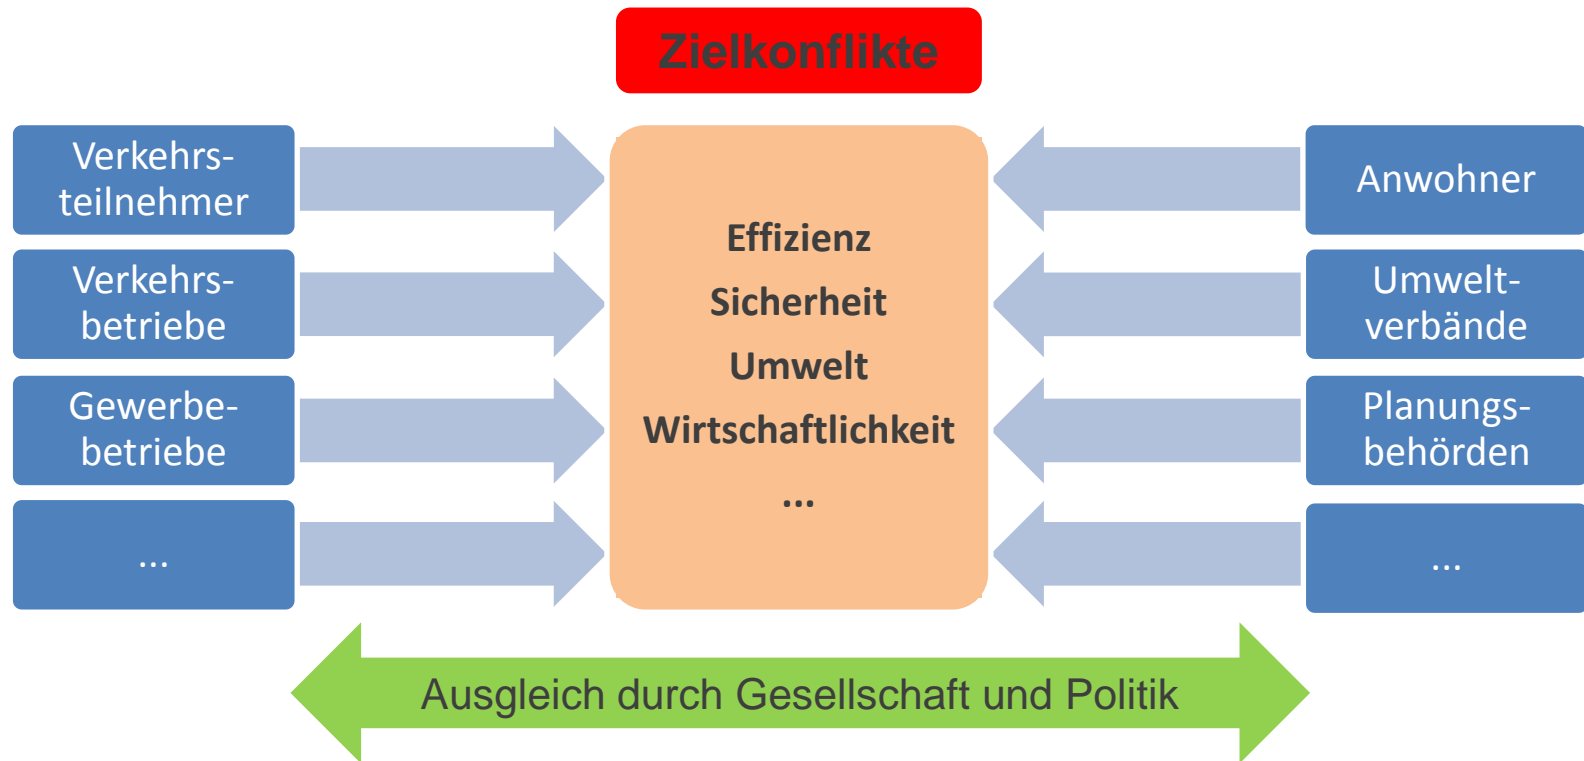 Zielkonflikte
Verkehrs-
teilnehmer
Verkehrs-
betriebe
Gewerbe-
betriebe
...
Effizienz
Sicherheit
Umwelt
Wirtschaftlichkeit
...
Anwohner
Umwelt-
verbände
Planungs-
behörden
...
Ausgleich durch Gesellschaft und Politik